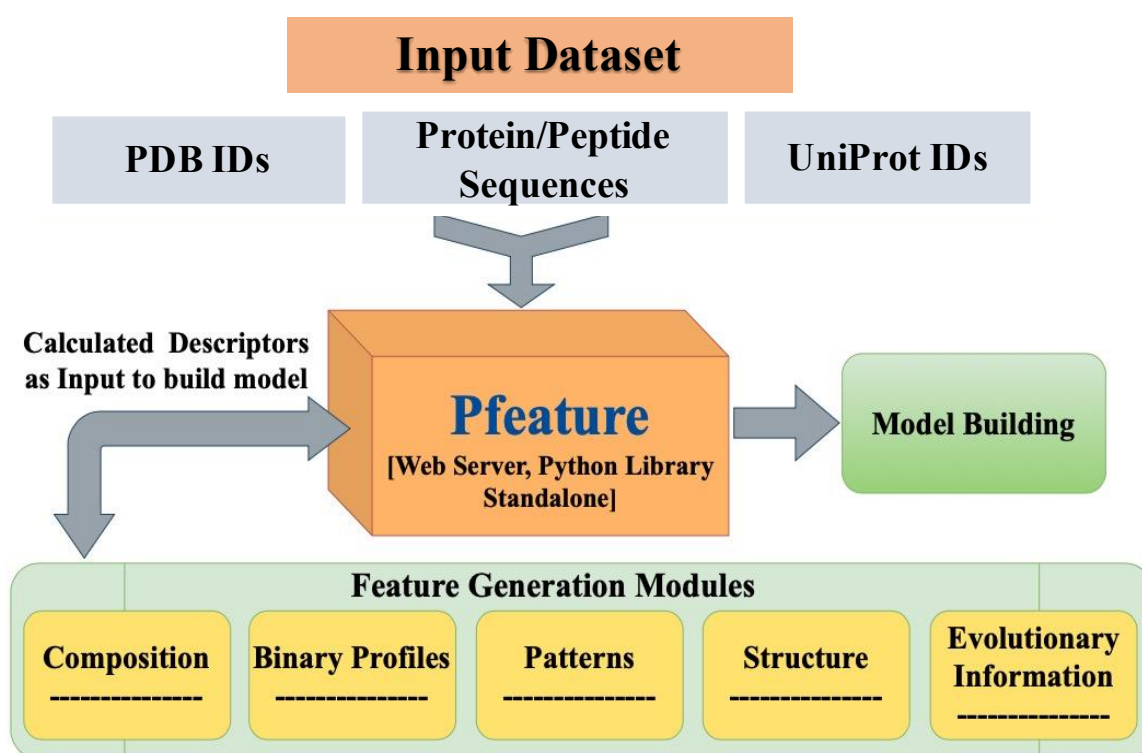 Input Dataset
PDB IDs
Protein/Peptide
Sequences
UniProt IDs
Calculated Descriptors
as Input to build model
Pfeature
[Web Server, Python Library
Standalone]
Model Building
Feature Generation Modules
Composition
---------------
Binary Profiles
---------------
Patterns
---------------
Structure
---------------
Evolutionary
Information
---------------